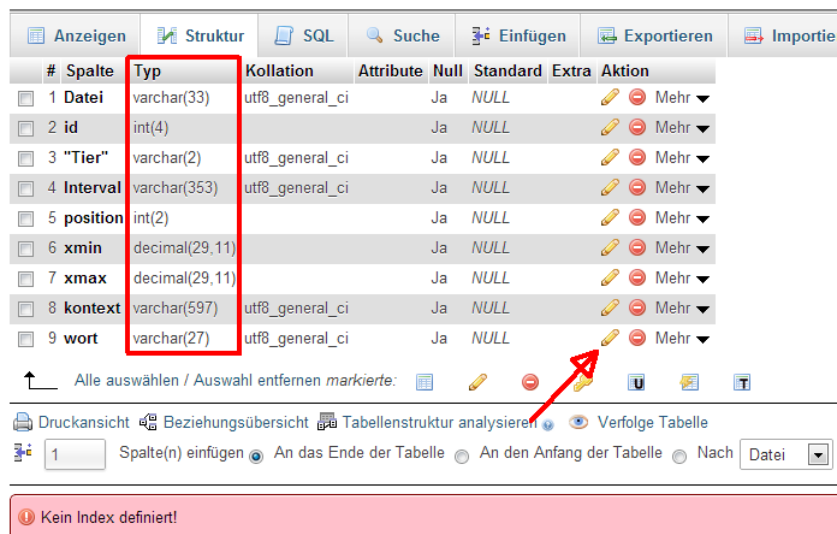 Anzeigen Struktur SQL Suche Einfügen Exportieren Importie
# Spalte Typ Kollation Attribute Null Standard Extra Aktion
1 Datei varchar(33) utf8_general_ci Ja NULL Mehr
2 id int(4) Ja NULL Mehr
3 "Tier" varchar(2) utf8_general_ci Ja NULL Mehr
4 Interval varchar(353) utf8_general_ci Ja NULL Mehr
5 position int(2) Ja NULL Mehr
6 xmin decimal(29,11) Ja NULL Mehr
7 xmax decimal(29,11) Ja NULL Mehr
8 kontext varchar(597) utf8_general_ci Ja NULL Mehr
9 wort varchar(27) utf8_general_ci Ja NULL Mehr
Alle auswählen / Auswahl entfernen markierte: U T
Druckansicht Beziehungsübersicht Tabellenstruktur analysieren Verfolge Tabelle
1 Spalte(n) einfügen An das Ende der Tabelle An den Anfang der Tabelle Nach Datei
Kein Index definiert!